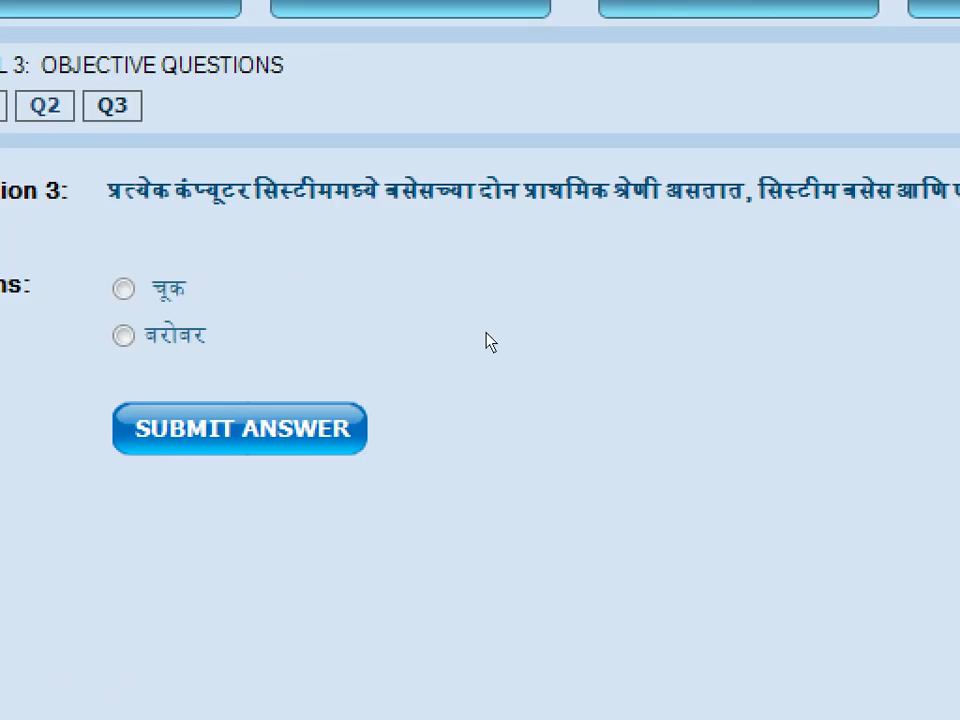 L 3: OBJECTIVE QUESTIONS
Q2 Q3
ion 3: प्रत्येक कंप्यूटर सिस्टीममध्ये बसेसच्या दोन प्राथमिक श्रेणी असतात, सिस्टीम बसेस आणि
ns: चूक
बरोबर
SUBMIT ANSWER